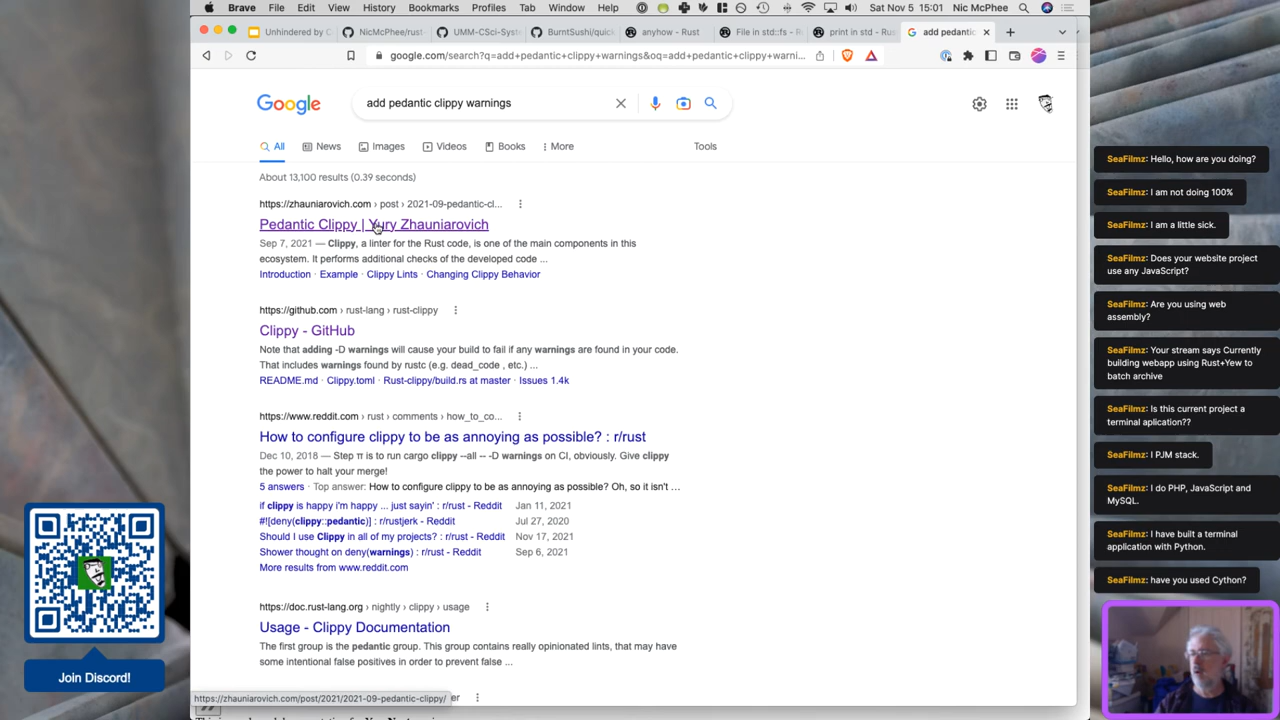 Brave File Edit View History Bookmarks Profiles Tab Window Help Sat Nov 5 15:01 Nic McPhee
Unhindered by C NicMcPhee/rust UMM-CSci-Syst BurntSushi/quick anyhow - Rust File in std::fs - R print in std - Rus add pedantic
google.com/search?q=add+pedantic+clippy+warnings&oq=add+pedantic+clippy+warni...
Google
add pedantic clippy warnings
All News Images Videos Books More Tools
About 13,100 results (0.39 seconds)
https://zhauniarovich.com › post › 2021-09-pedantic-cl...
Pedantic Clippy | Yury Zhauniarovich
Sep 7, 2021 — Clippy, a linter for the Rust code, is one of the main components in this
ecosystem. It performs additional checks of the developed code ...
Introduction · Example · Clippy Lints · Changing Clippy Behavior
https://github.com › rust-lang › rust-clippy
Clippy - GitHub
Note that adding -D warnings will cause your build to fail if any warnings are found in your code.
That includes warnings found by rustc (e.g. dead_code , etc.) ...
README.md · Clippy.toml · Rust-clippy/build.rs at master · Issues 1.4k
https://www.reddit.com › rust › comments › how_to_co...
How to configure clippy to be as annoying as possible? : r/rust
Dec 10, 2018 — Step π is to run cargo clippy --all -- -D warnings on CI, obviously. Give clippy
the power to halt your merge!
5 answers · Top answer: How to configure clippy to be as annoying as possible? Oh, so it isn't ...
if clippy is happy i'm happy ... just sayin' : r/rust - Reddit Jan 11, 2021
#![deny(clippy::pedantic)] : r/rustjerk - Reddit Jul 27, 2020
Should I use Clippy in all of my projects? : r/rust - Reddit Nov 17, 2021
Shower thought on deny(warnings) : r/rust - Reddit Sep 6, 2021
More results from www.reddit.com
https://doc.rust-lang.org › nightly › clippy › usage
Usage - Clippy Documentation
The first group is the pedantic group. This group contains really opinionated lints, that may have
some intentional false positives in order to prevent false ...
https://zhauniarovich.com/post/2021/2021-09-pedantic-clippy/
SeaFilmz: Hello, how are you doing?
SeaFilmz: I am not doing 100%
SeaFilmz: I am a little sick.
SeaFilmz: Does your website project
use any JavaScript?
SeaFilmz: Are you using web
assembly?
SeaFilmz: Your stream says Currently
building webapp using Rust+Yew to
batch archive
SeaFilmz: Is this current project a
terminal aplication??
SeaFilmz: I PJM stack.
SeaFilmz: I do PHP, JavaScript and
MySQL.
SeaFilmz: I have built a terminal
application with Python.
SeaFilmz: have you used Cython?
Join Discord!